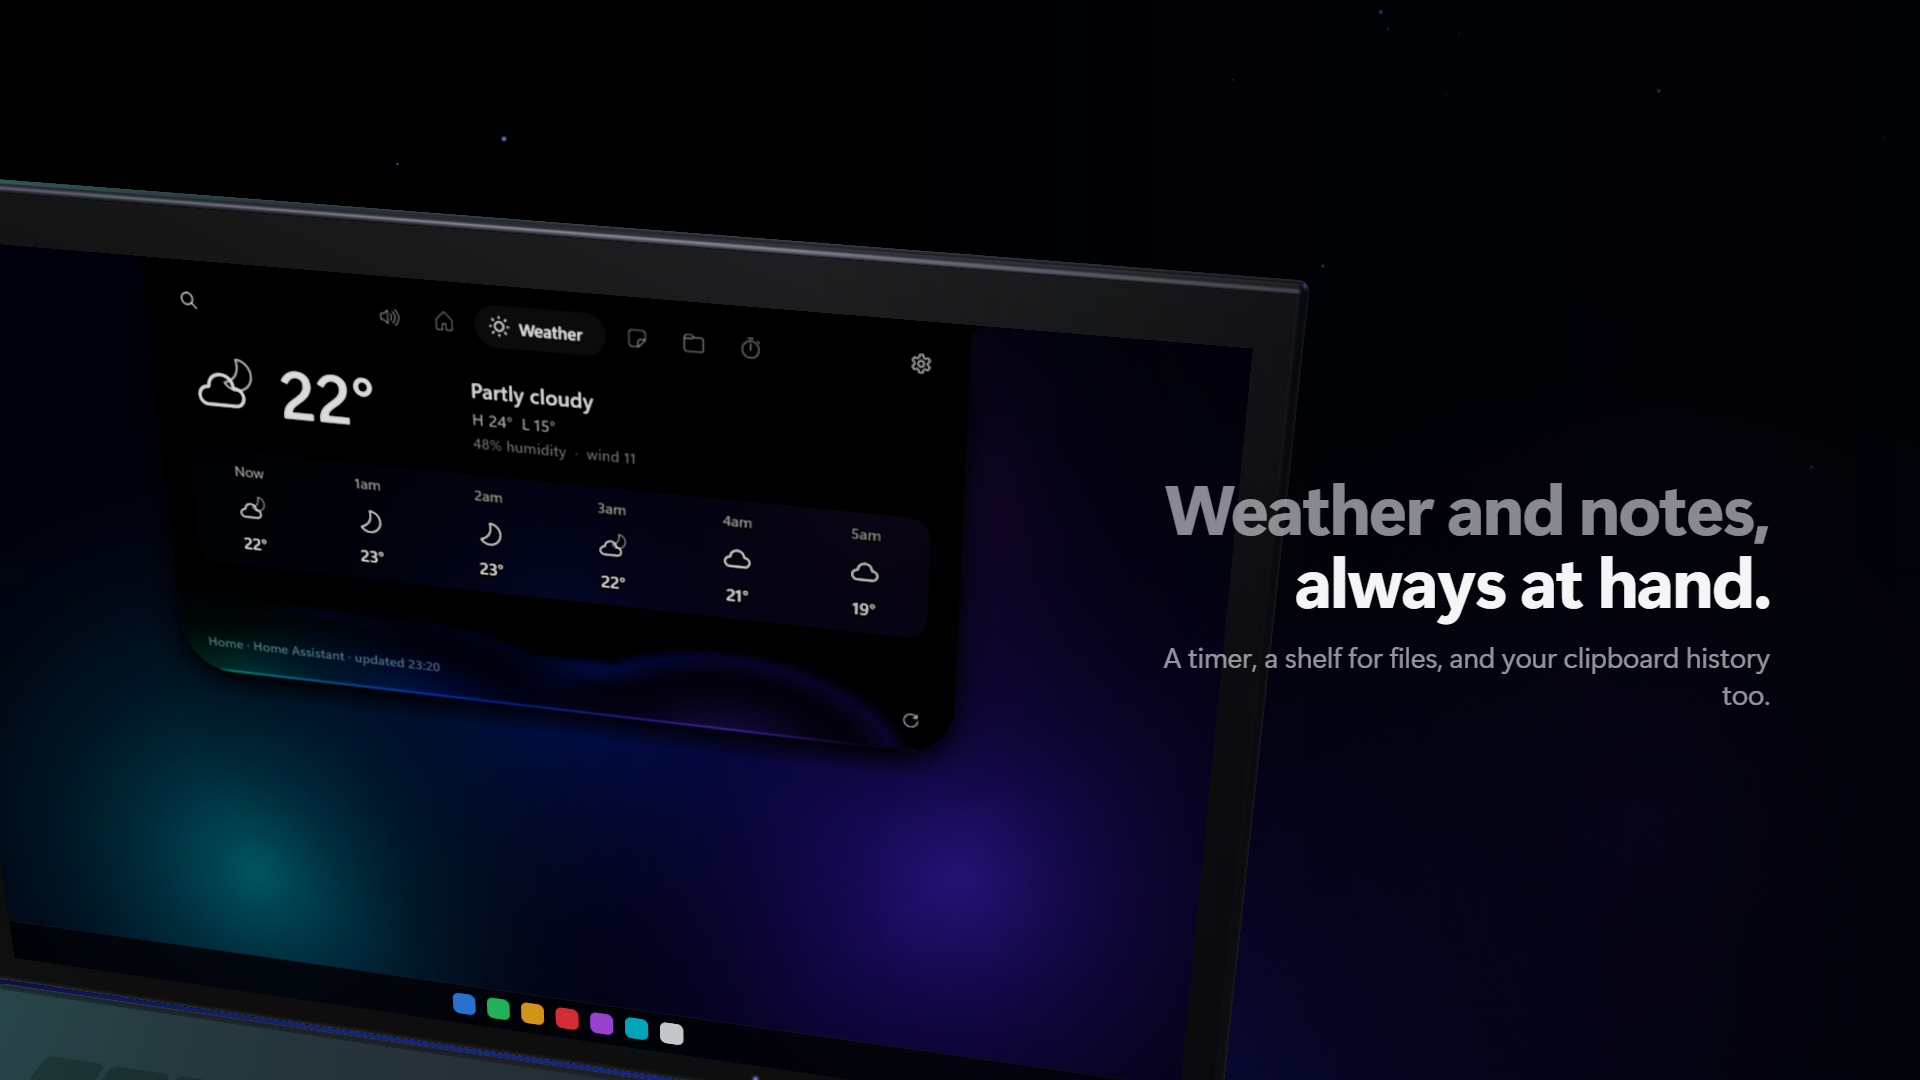 Weather
22°
Partly cloudy
H 24° L 15°
48% humidity · wind 11
Now 1am 2am 3am 4am 5am
22° 23° 23° 22° 21° 19°
Home · Home Assistant · updated 23:20
Weather and notes,
always at hand.
A timer, a shelf for files, and your clipboard history
too.